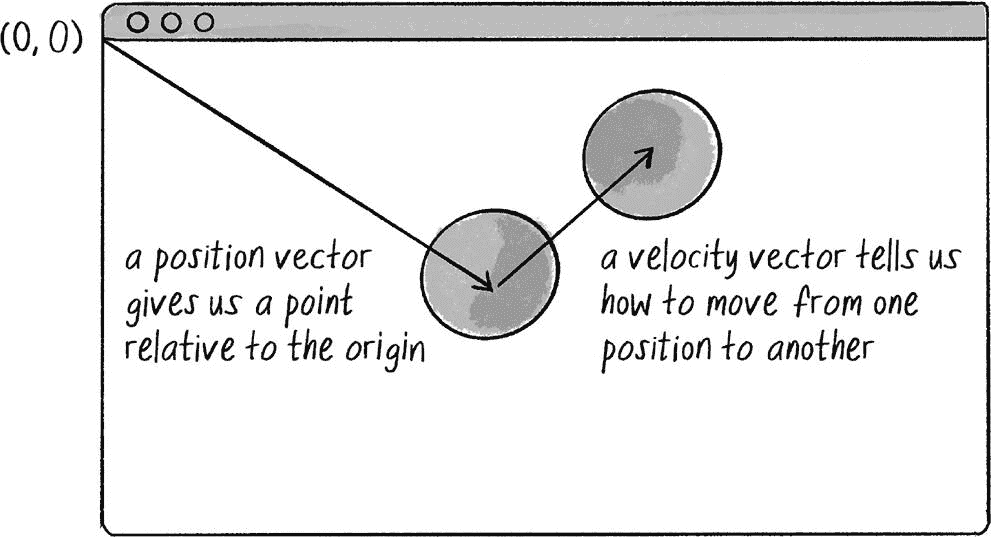 (0, 0)
a position vector
gives us a point
relative to the origin
a velocity vector tells us
how to move from one
position to another